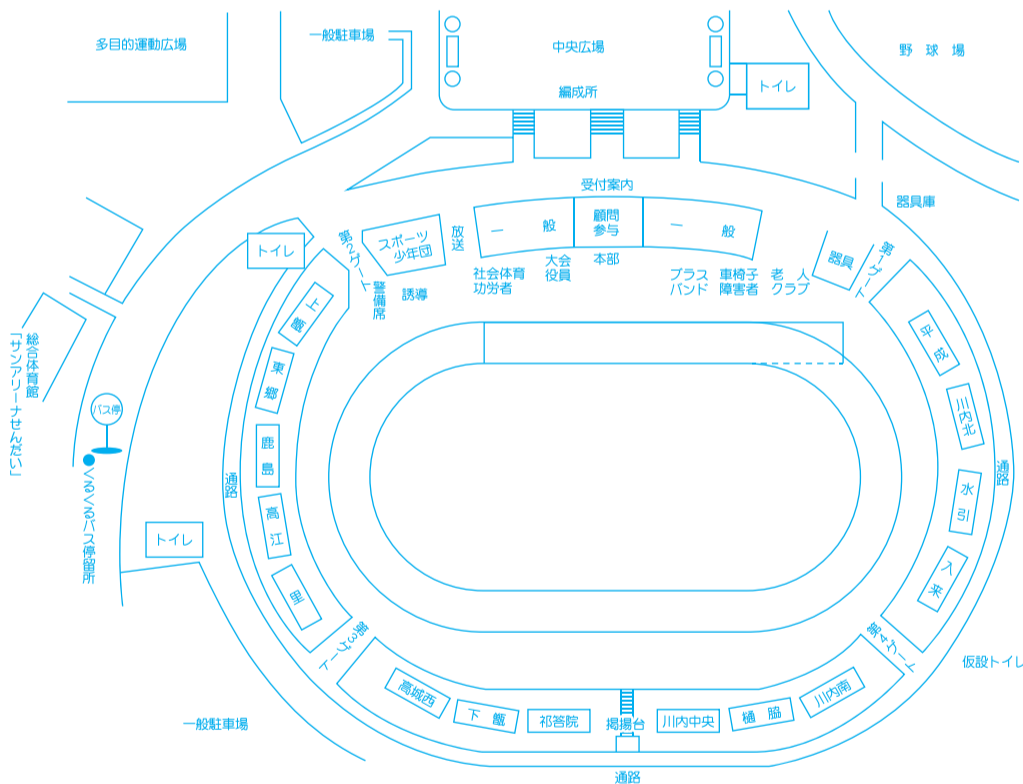 多目的運動広場
一般駐車場
中央広場
編成所
トイレ
野球場
器具庫
受付案内
一般
顧問
参与
一般
本部
放送
スポーツ
少年団
第2ゲート
警備席
誘導
社会体育
功労者
大会
役員
ブラス
バンド
車椅子
障害者
老人
クラブ
器具
第1ゲート
トイレ
上甑
東郷
鹿島
高江
里
通路
平成
川内北
水引
入来
通路
総合体育館
「サンアリーナせんだい」
バス停
●くるくるバス停留所
トイレ
第3ゲート
第4ゲート
仮設トイレ
高城西
下甑
祁答院
掲揚台
川内中央
樋脇
川内南
一般駐車場
通路